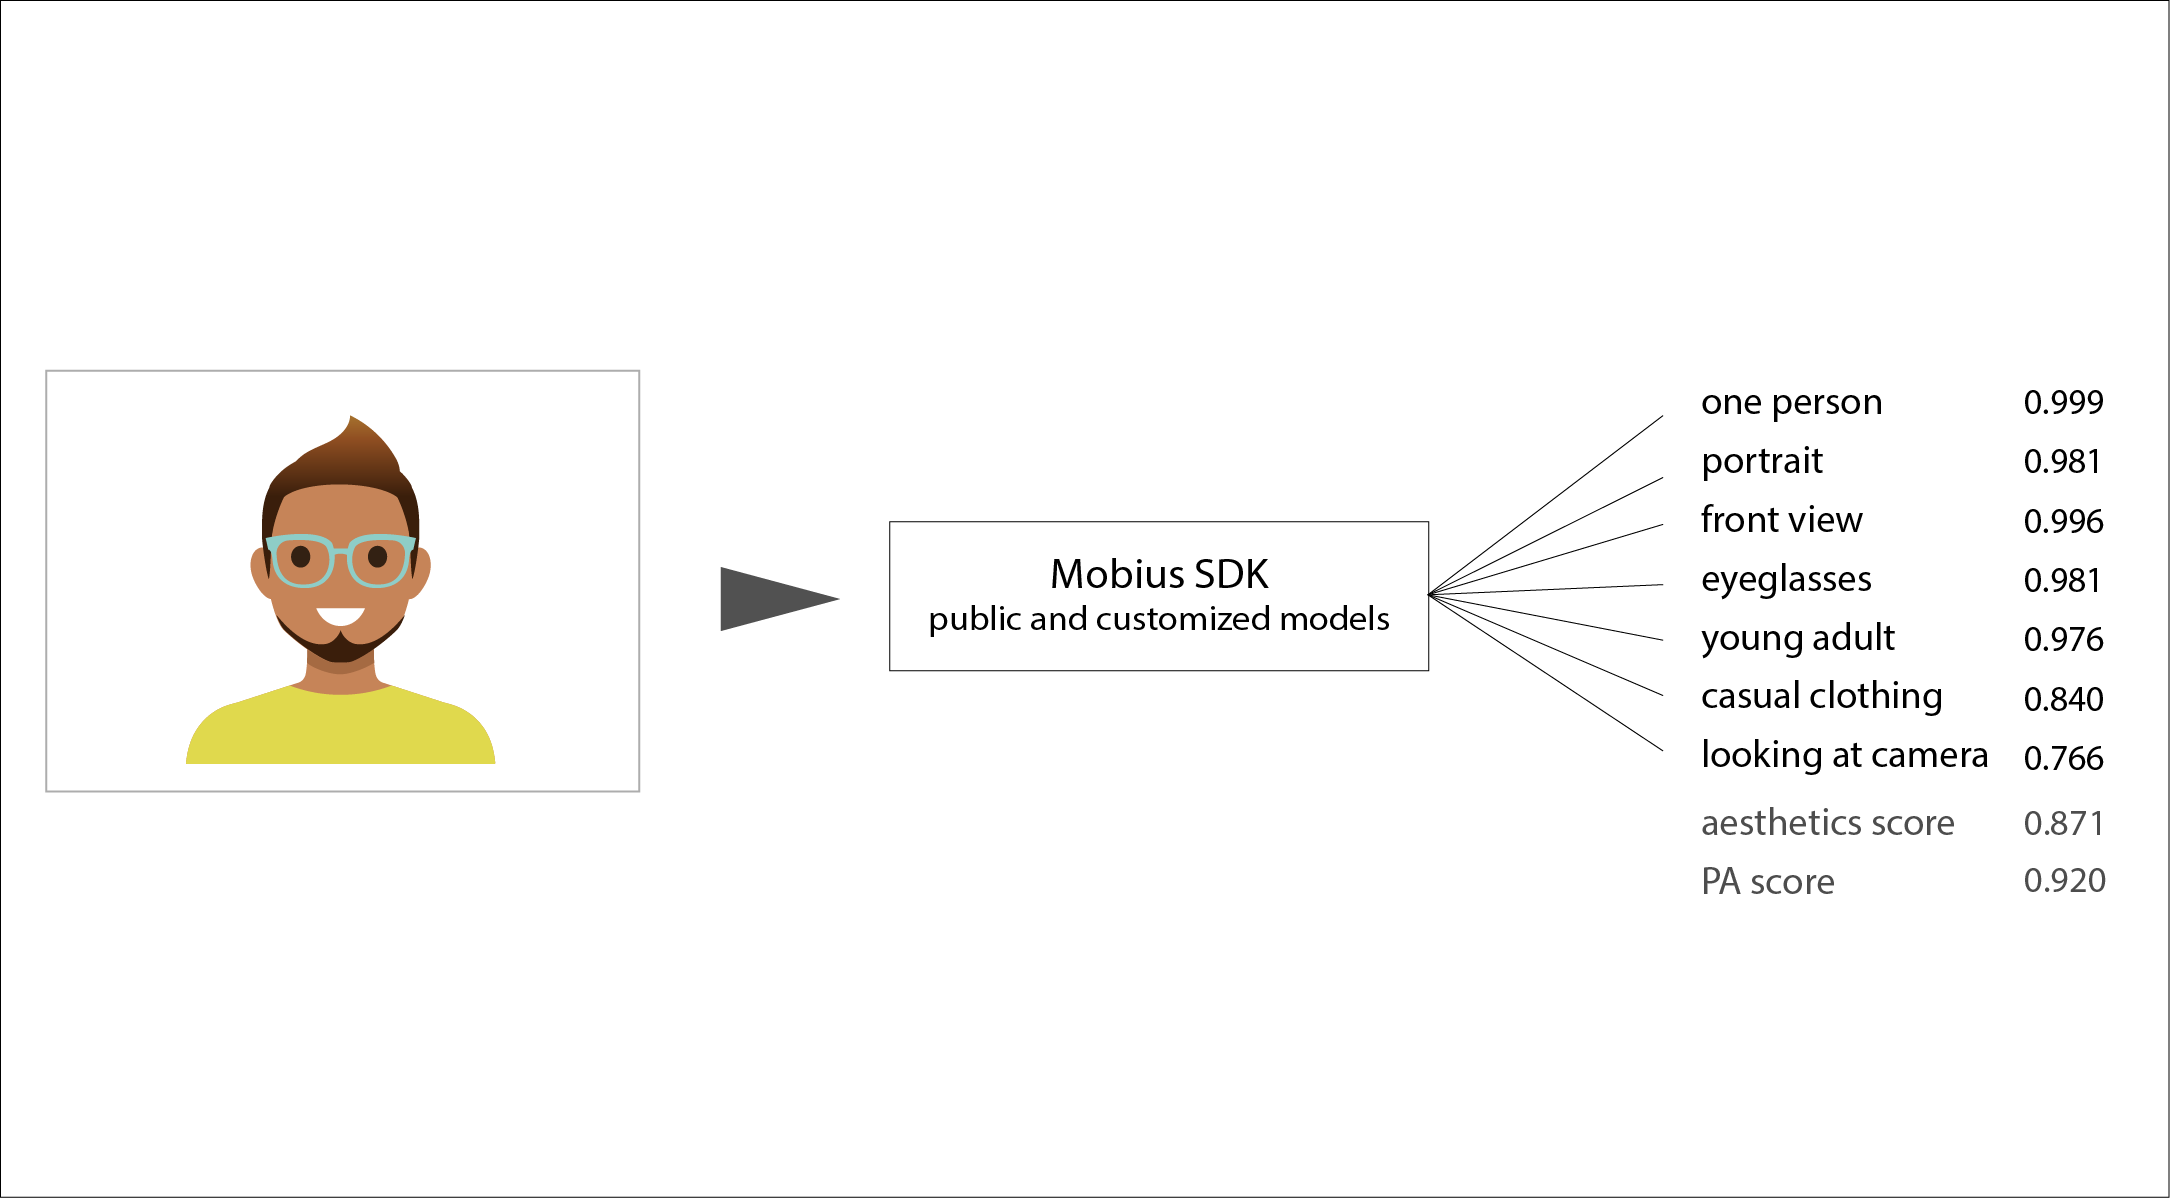 Mobius SDK
public and customized models
one person 0.999
portrait 0.981
front view 0.996
eyeglasses 0.981
young adult 0.976
casual clothing 0.840
looking at camera 0.766
aesthetics score 0.871
PA score 0.920